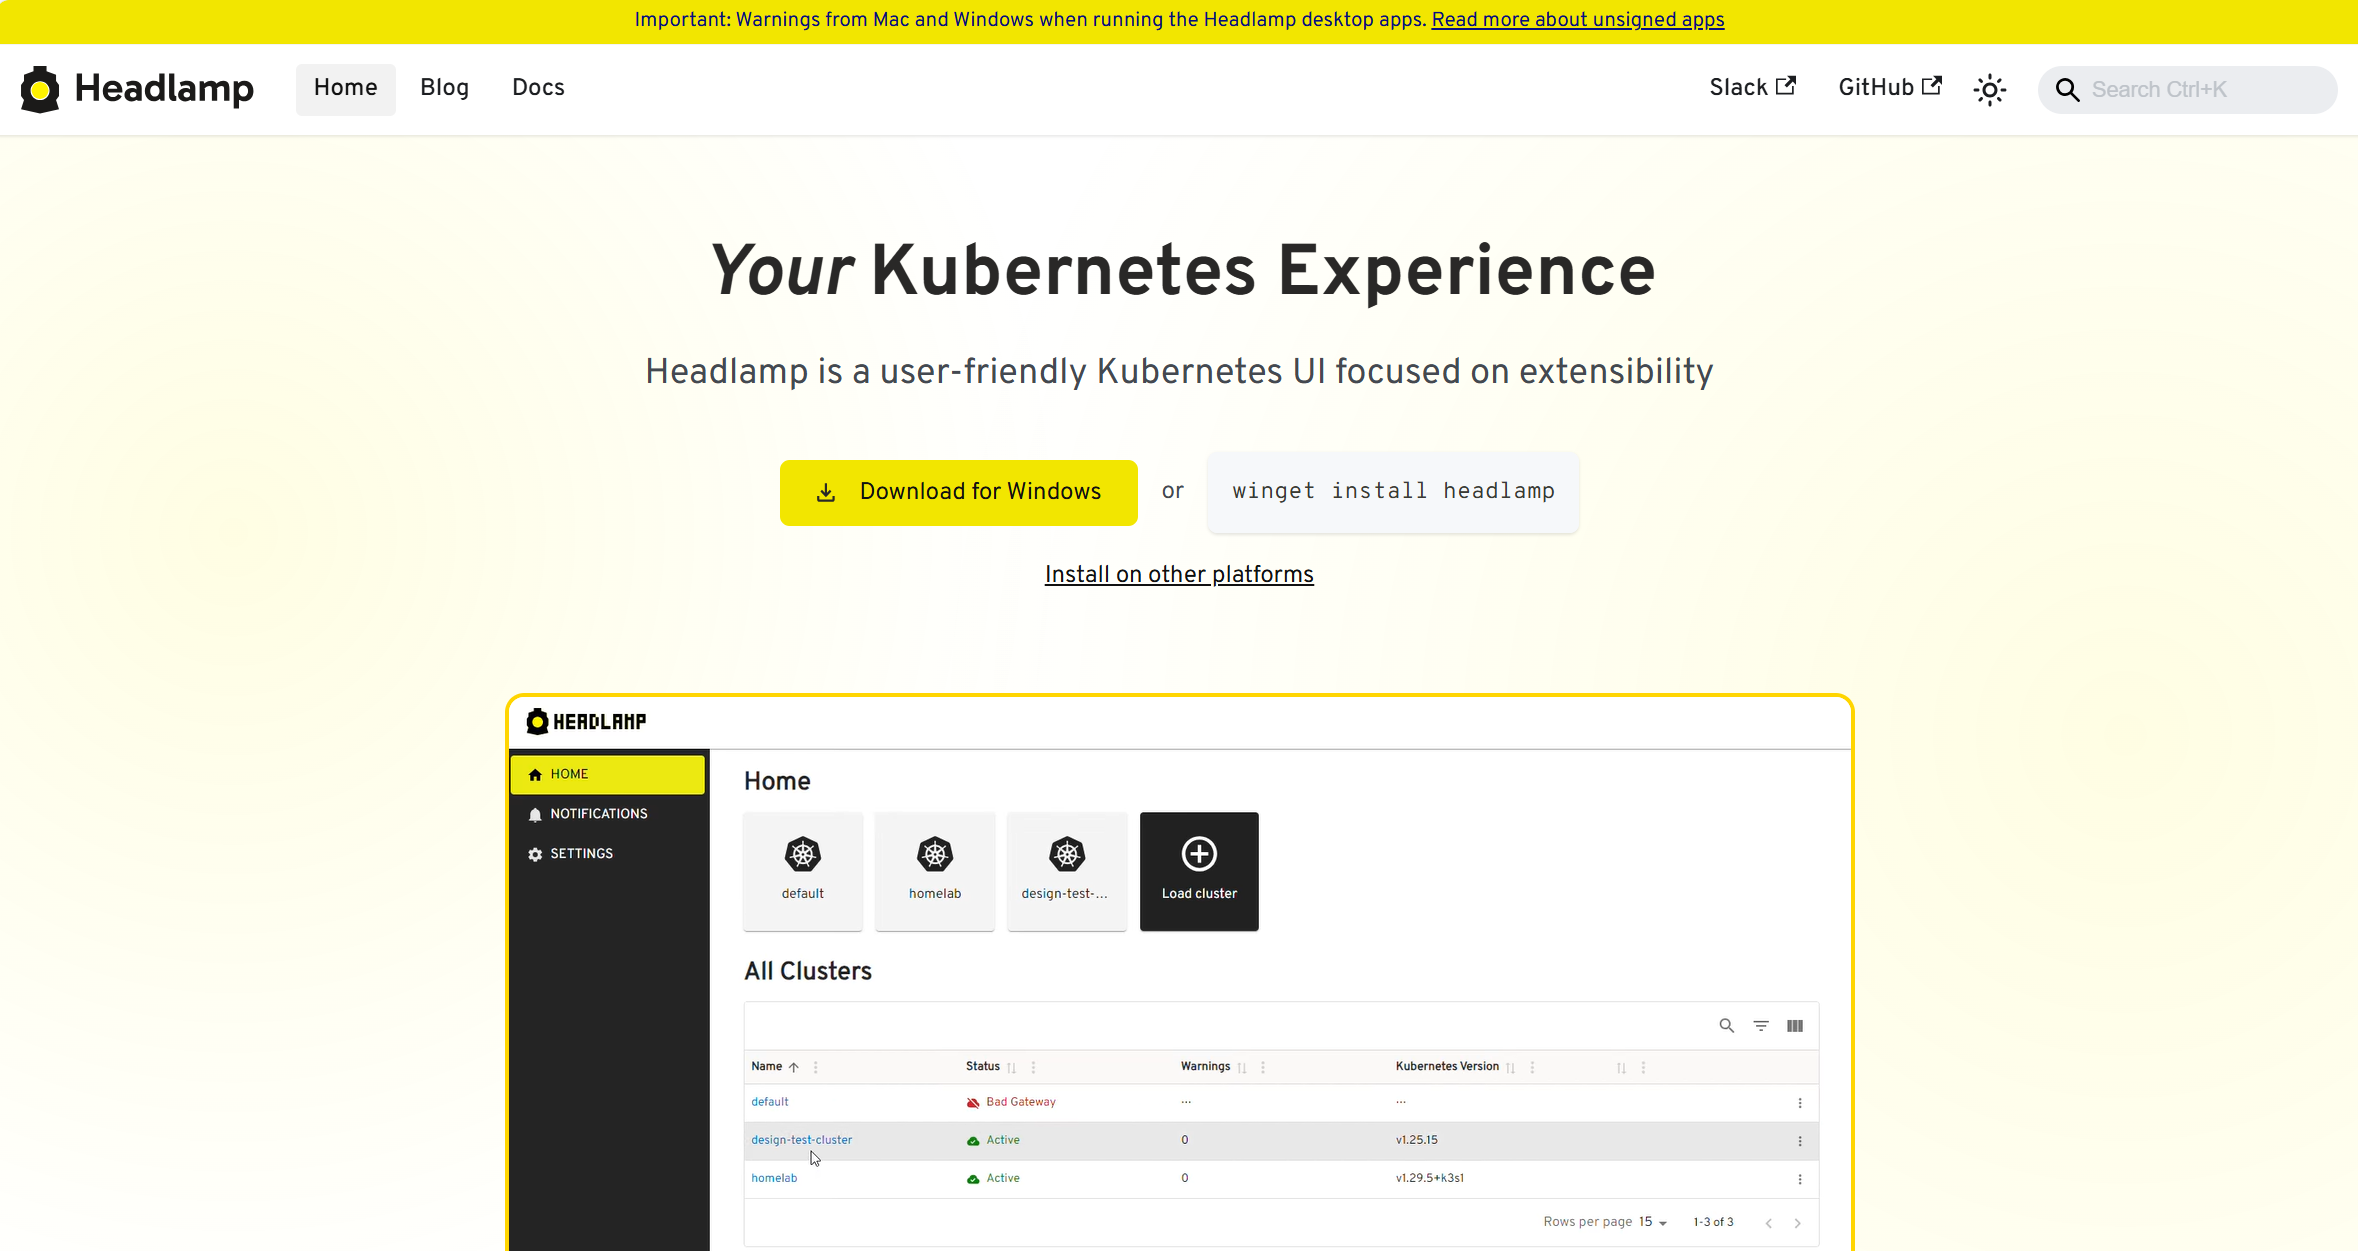 Important: Warnings from Mac and Windows when running the Headlamp desktop apps. Read more about unsigned apps
Headlamp Home Blog Docs Slack GitHub Search Ctrl+K
Your Kubernetes Experience
Headlamp is a user-friendly Kubernetes UI focused on extensibility
Download for Windows or winget install headlamp
Install on other platforms
HEADLAMP
HOME
NOTIFICATIONS
SETTINGS
Home
default homelab design-test-... Load cluster
All Clusters
Name Status Warnings Kubernetes Version
default Bad Gateway ... ...
design-test-cluster Active 0 v1.25.15
homelab Active 0 v1.29.5+k3s1
Rows per page 15 1-3 of 3